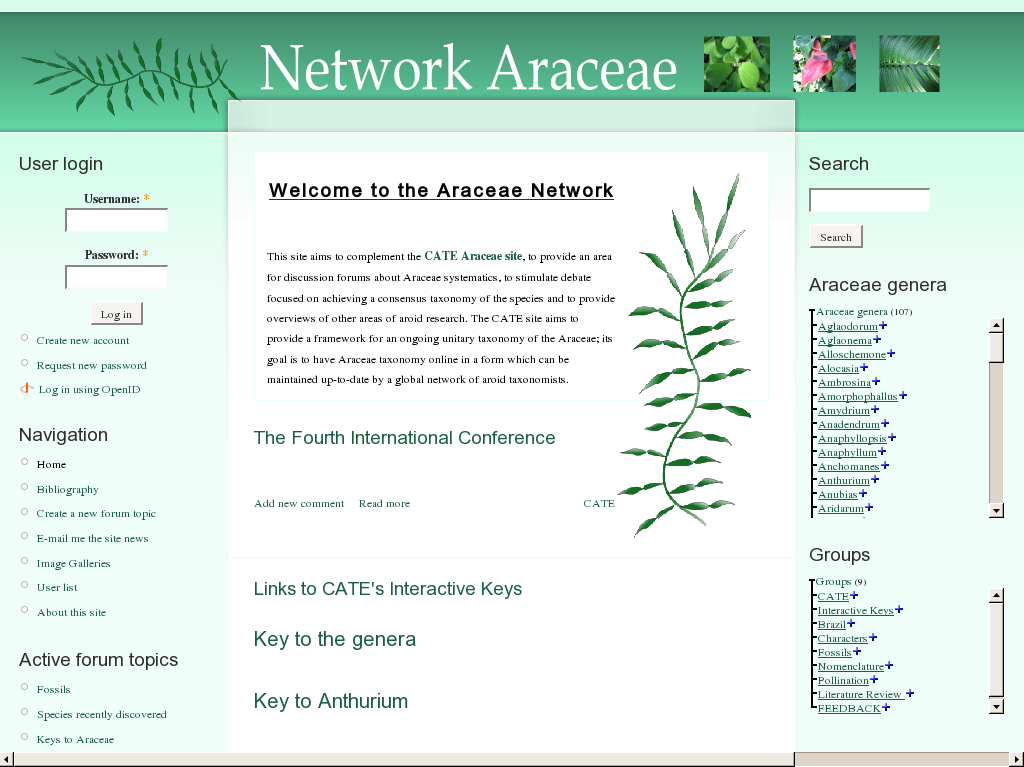 Network Araceae
User login
Username: *
Password: *
Log in
Create new account
Request new password
Log in using OpenID
Navigation
Home
Bibliography
Create a new forum topic
E-mail me the site news
Image Galleries
User list
About this site
Active forum topics
Fossils
Species recently discovered
Keys to Araceae
Welcome to the Araceae Network
This site aims to complement the CATE Araceae site, to provide an area
for discussion forums about Araceae systematics, to stimulate debate
focused on achieving a consensus taxonomy of the species and to provide
overviews of other areas of aroid research. The CATE site aims to
provide a framework for an ongoing unitary taxonomy of the Araceae; its
goal is to have Araceae taxonomy online in a form which can be
maintained up-to-date by a global network of aroid taxonomists.
The Fourth International Conference
Add new comment Read more CATE
Links to CATE's Interactive Keys
Key to the genera
Key to Anthurium
Search
Search
Araceae genera
Araceae genera (107)
Aglaodorum
Aglaonema
Alloschemone
Alocasia
Ambrosina
Amorphophallus
Amydrium
Anadendrum
Anaphyllopsis
Anaphyllum
Anchomanes
Anthurium
Anubias
Aridarum
Groups
Groups (9)
CATE
Interactive Keys
Brazil
Characters
Fossils
Nomenclature
Pollination
Literature Review
FEEDBACK